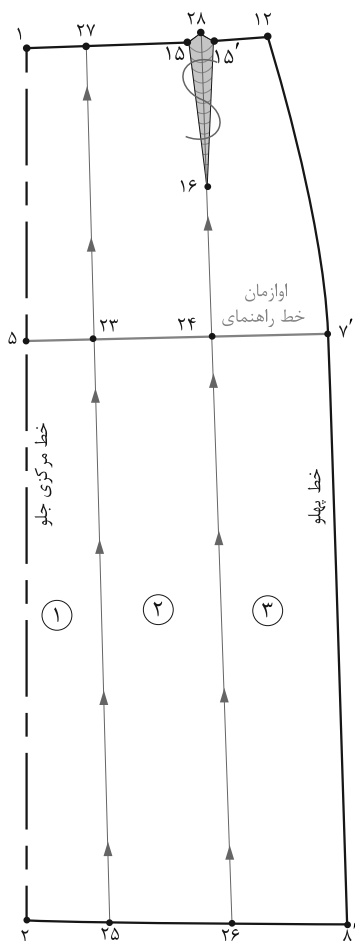 ۱ ۲۷ ۲۸ ۱۲
۱۵ ۱۵′
۱۶
اوازمان
خط راهنمای
۵ ۲۳ ۲۴ ۷′
خط مرکزی جلو
خط پهلو
۱ ۲ ۳
۲ ۲۵ ۲۶ ۸′